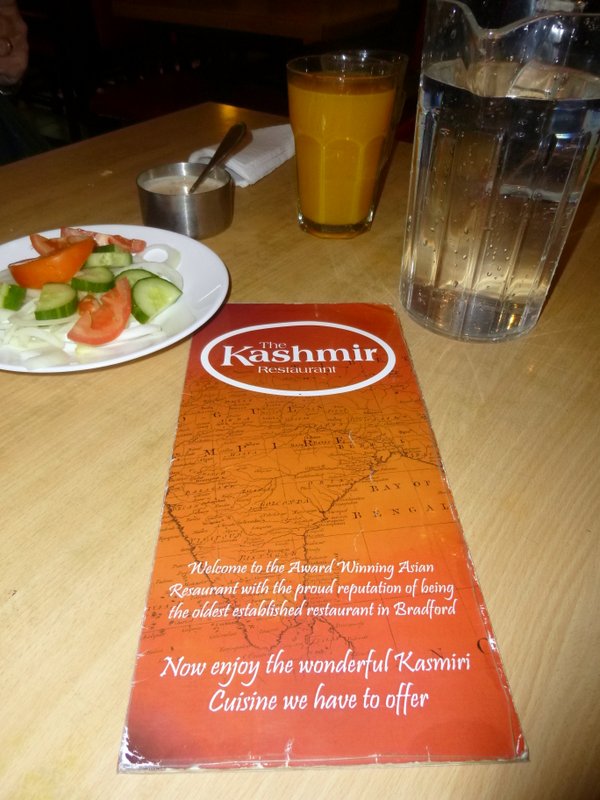 The
Kashmir
Restaurant
BAY OF
BENGAL
Welcome to the Award Winning Asian
Resaurant with the proud reputation of being
the oldest established restaurant in Bradford
Now enjoy the wonderful Kasmiri
Cuisine we have to offer